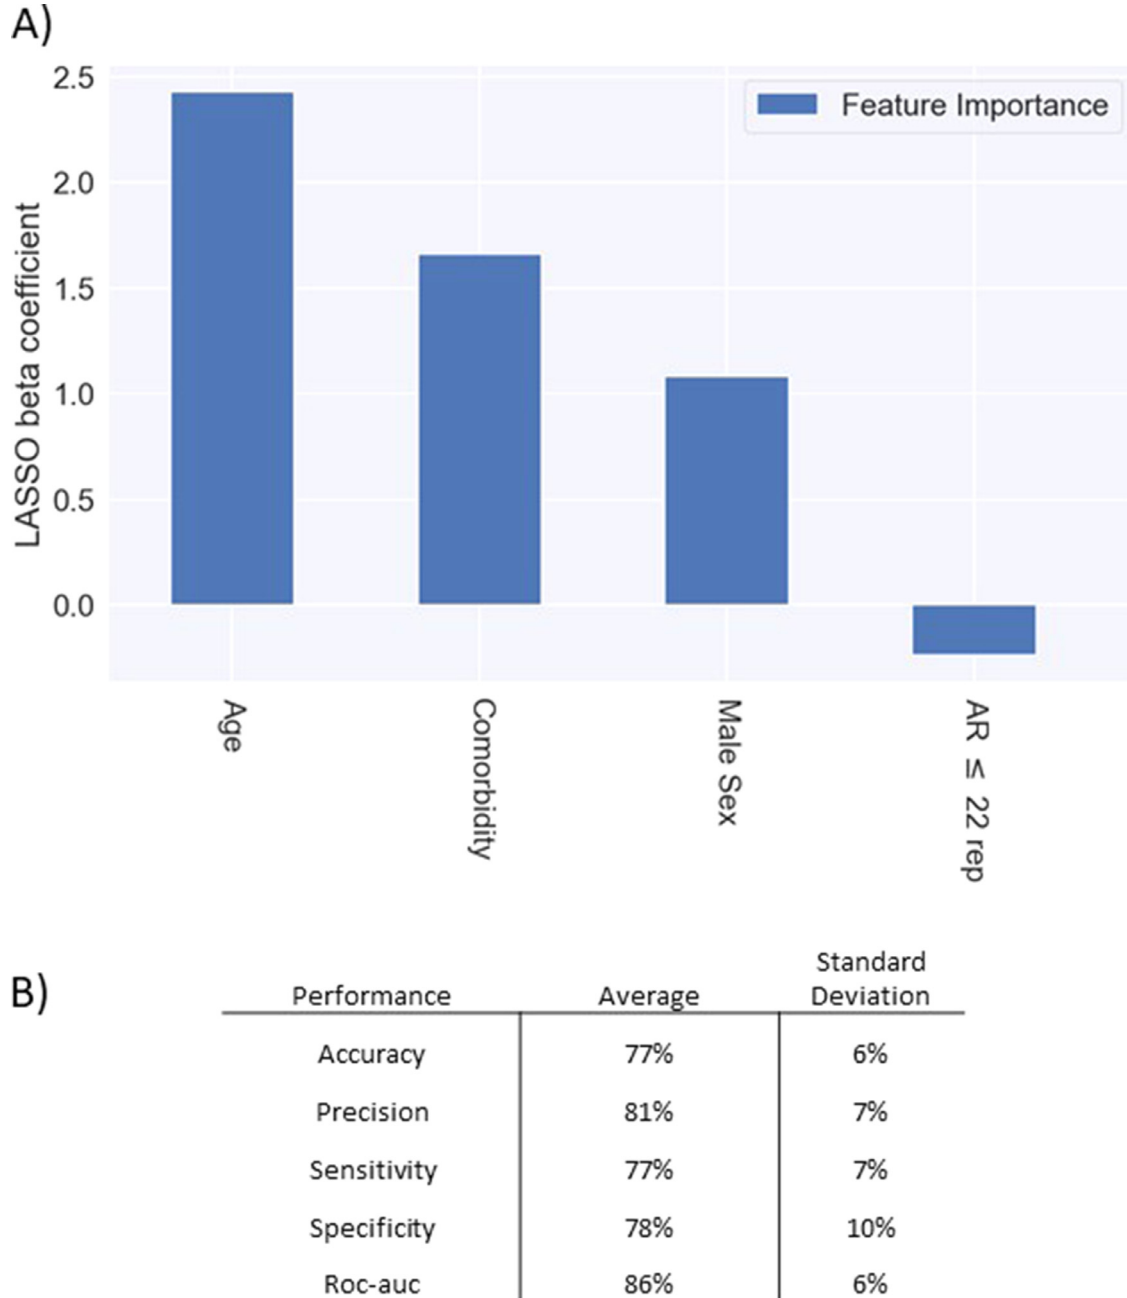 A)
2.5
2.0
1.5
1.0
0.5
0.0
LASSO beta coefficient
Feature Importance
Age
Comorbidity
Male Sex
AR ≤ 22 rep
B)
Performance Average Standard Deviation
Accuracy 77% 6%
Precision 81% 7%
Sensitivity 77% 7%
Specificity 78% 10%
Roc-auc 86% 6%